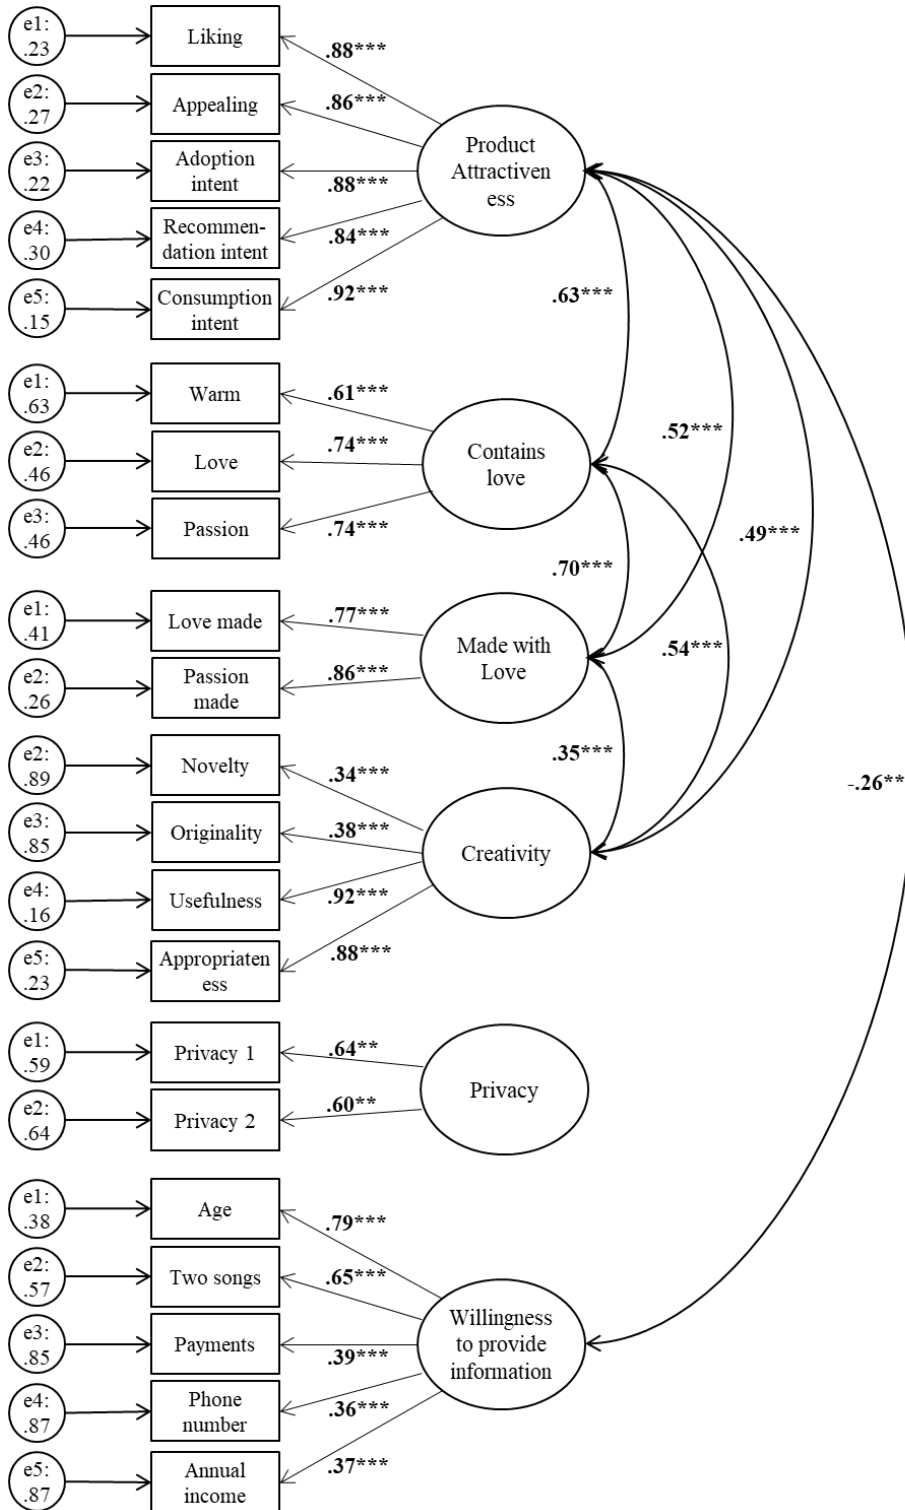 e1:
.23
Liking
.88***
e2:
.27
Appealing
.86***
Product
Attractiven
ess
e3:
.22
Adoption
intent
.88***
e4:
.30
Recommen-
dation intent
.84***
e5:
.15
Consumption
intent
.92***
.63***
e1:
.63
Warm
.61***
.52***
e2:
.46
Love
.74***
Contains
love
e3:
.46
Passion
.74***
.49***
.70***
e1:
.41
Love made
.77***
Made with
Love
.54***
e2:
.26
Passion
made
.86***
e2:
.89
Novelty
.34***
.35***
-.26**
e3:
.85
Originality
.38***
Creativity
e4:
.16
Usefulness
.92***
e5:
.23
Appropriaten
ess
.88***
e1:
.59
Privacy 1
.64**
Privacy
e2:
.64
Privacy 2
.60**
e1:
.38
Age
.79***
e2:
.57
Two songs
.65***
Willingness
to provide
information
e3:
.85
Payments
.39***
e4:
.87
Phone
number
.36***
e5:
.87
Annual
income
.37***